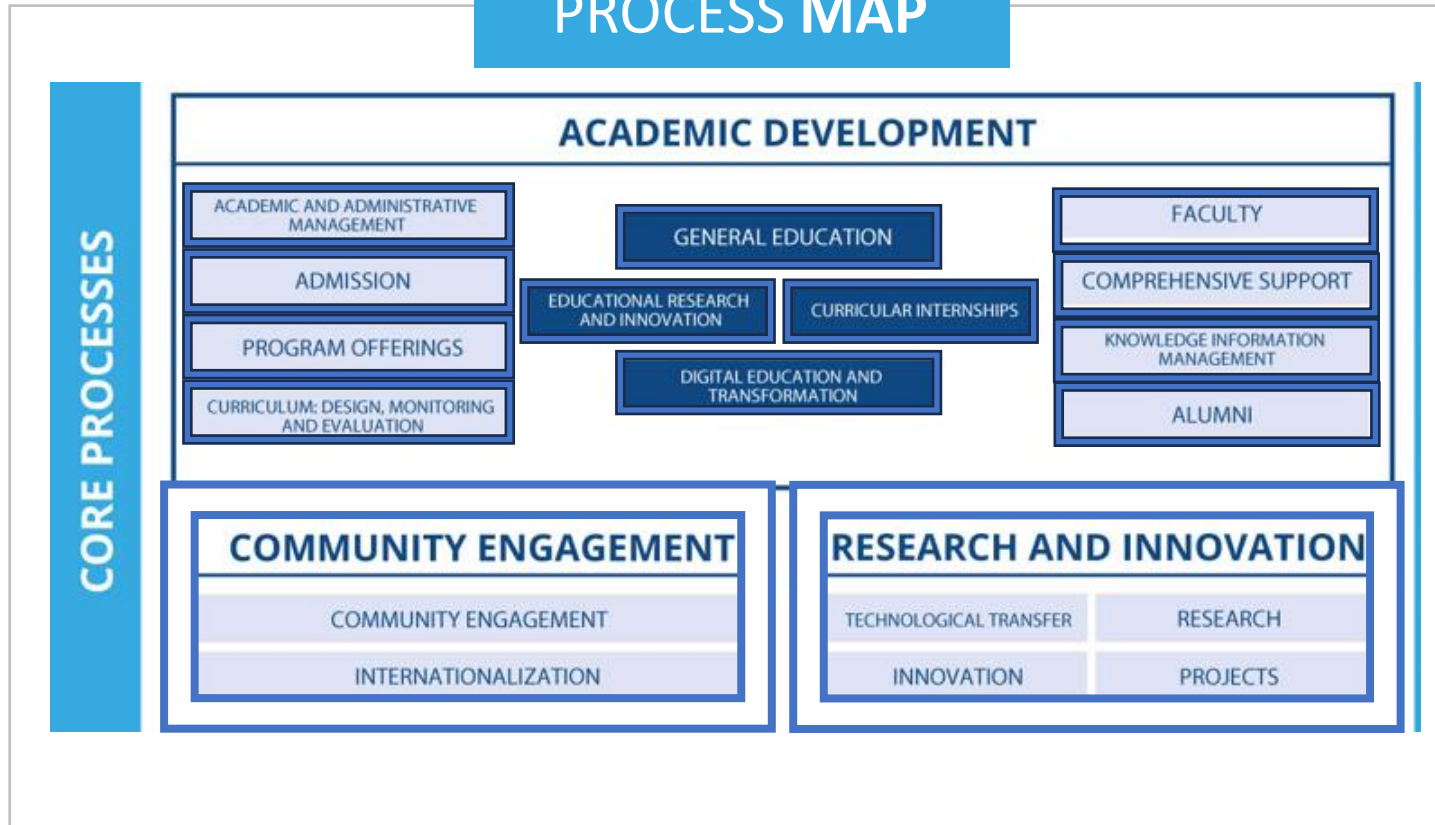 PROCESS MAP
CORE PROCESSES
ACADEMIC DEVELOPMENT
ACADEMIC AND ADMINISTRATIVE
MANAGEMENT
ADMISSION
PROGRAM OFFERINGS
CURRICULUM: DESIGN, MONITORING
AND EVALUATION
GENERAL EDUCATION
EDUCATIONAL RESEARCH
AND INNOVATION
CURRICULAR INTERNSHIPS
DIGITAL EDUCATION AND
TRANSFORMATION
FACULTY
COMPREHENSIVE SUPPORT
KNOWLEDGE INFORMATION
MANAGEMENT
ALUMNI
COMMUNITY ENGAGEMENT
COMMUNITY ENGAGEMENT
INTERNATIONALIZATION
RESEARCH AND INNOVATION
TECHNOLOGICAL TRANSFER
RESEARCH
INNOVATION
PROJECTS